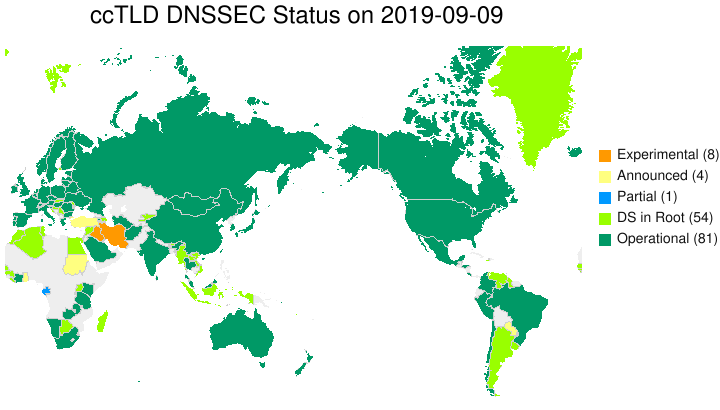 ccTLD DNSSEC Status on 2019-09-09
Experimental (8)
Announced (4)
Partial (1)
DS in Root (54)
Operational (81)